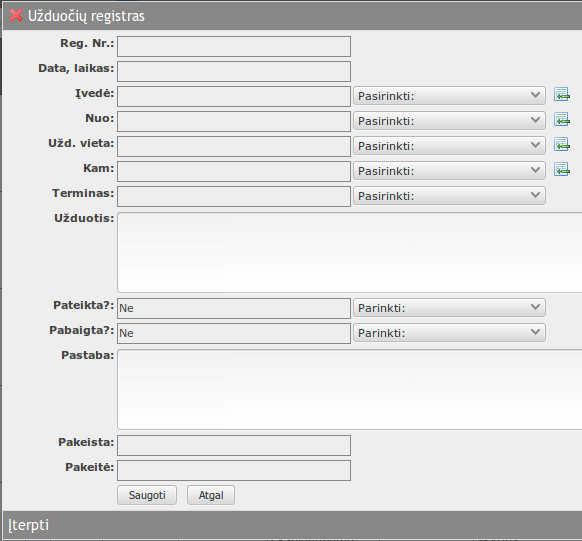 Užduočių registras
Reg. Nr.:
Data, laikas:
Įvedė: Pasirinkti:
Nuo: Pasirinkti:
Užd. vieta: Pasirinkti:
Kam: Pasirinkti:
Terminas: Pasirinkti:
Užduotis:
Pateikta?: Ne Parinkti:
Pabaigta?: Ne Parinkti:
Pastaba:
Pakeista:
Pakeitė:
Saugoti Atgal
Įterpti